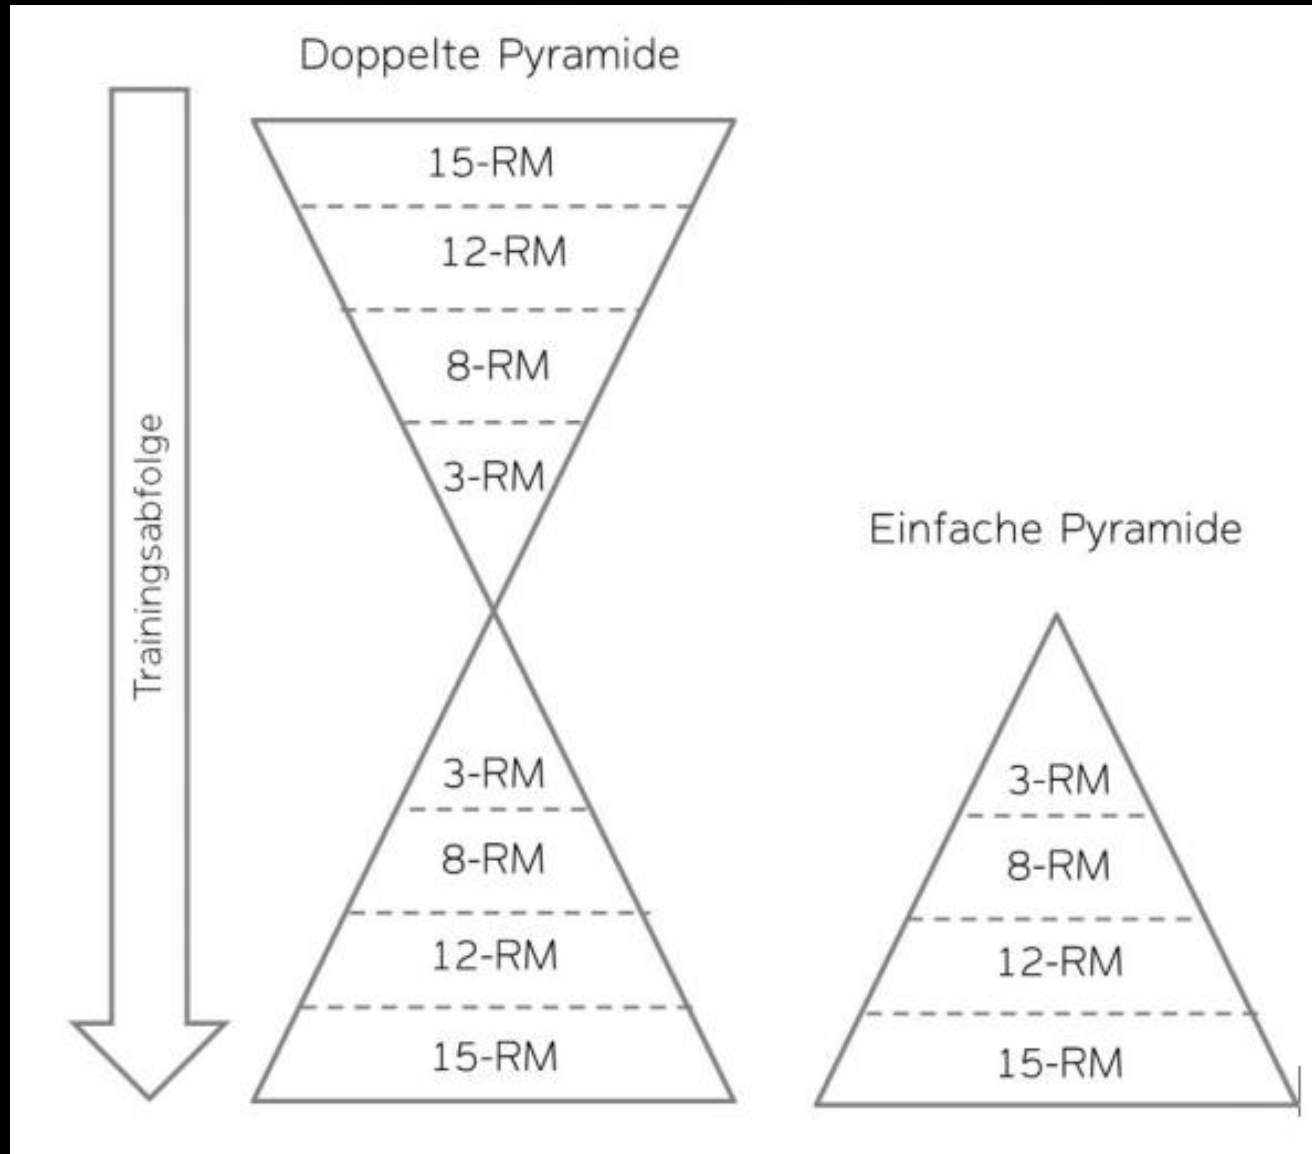 Doppelte Pyramide
15-RM
12-RM
8-RM
3-RM
3-RM
8-RM
12-RM
15-RM
Trainingsabfolge
Einfache Pyramide
3-RM
8-RM
12-RM
15-RM